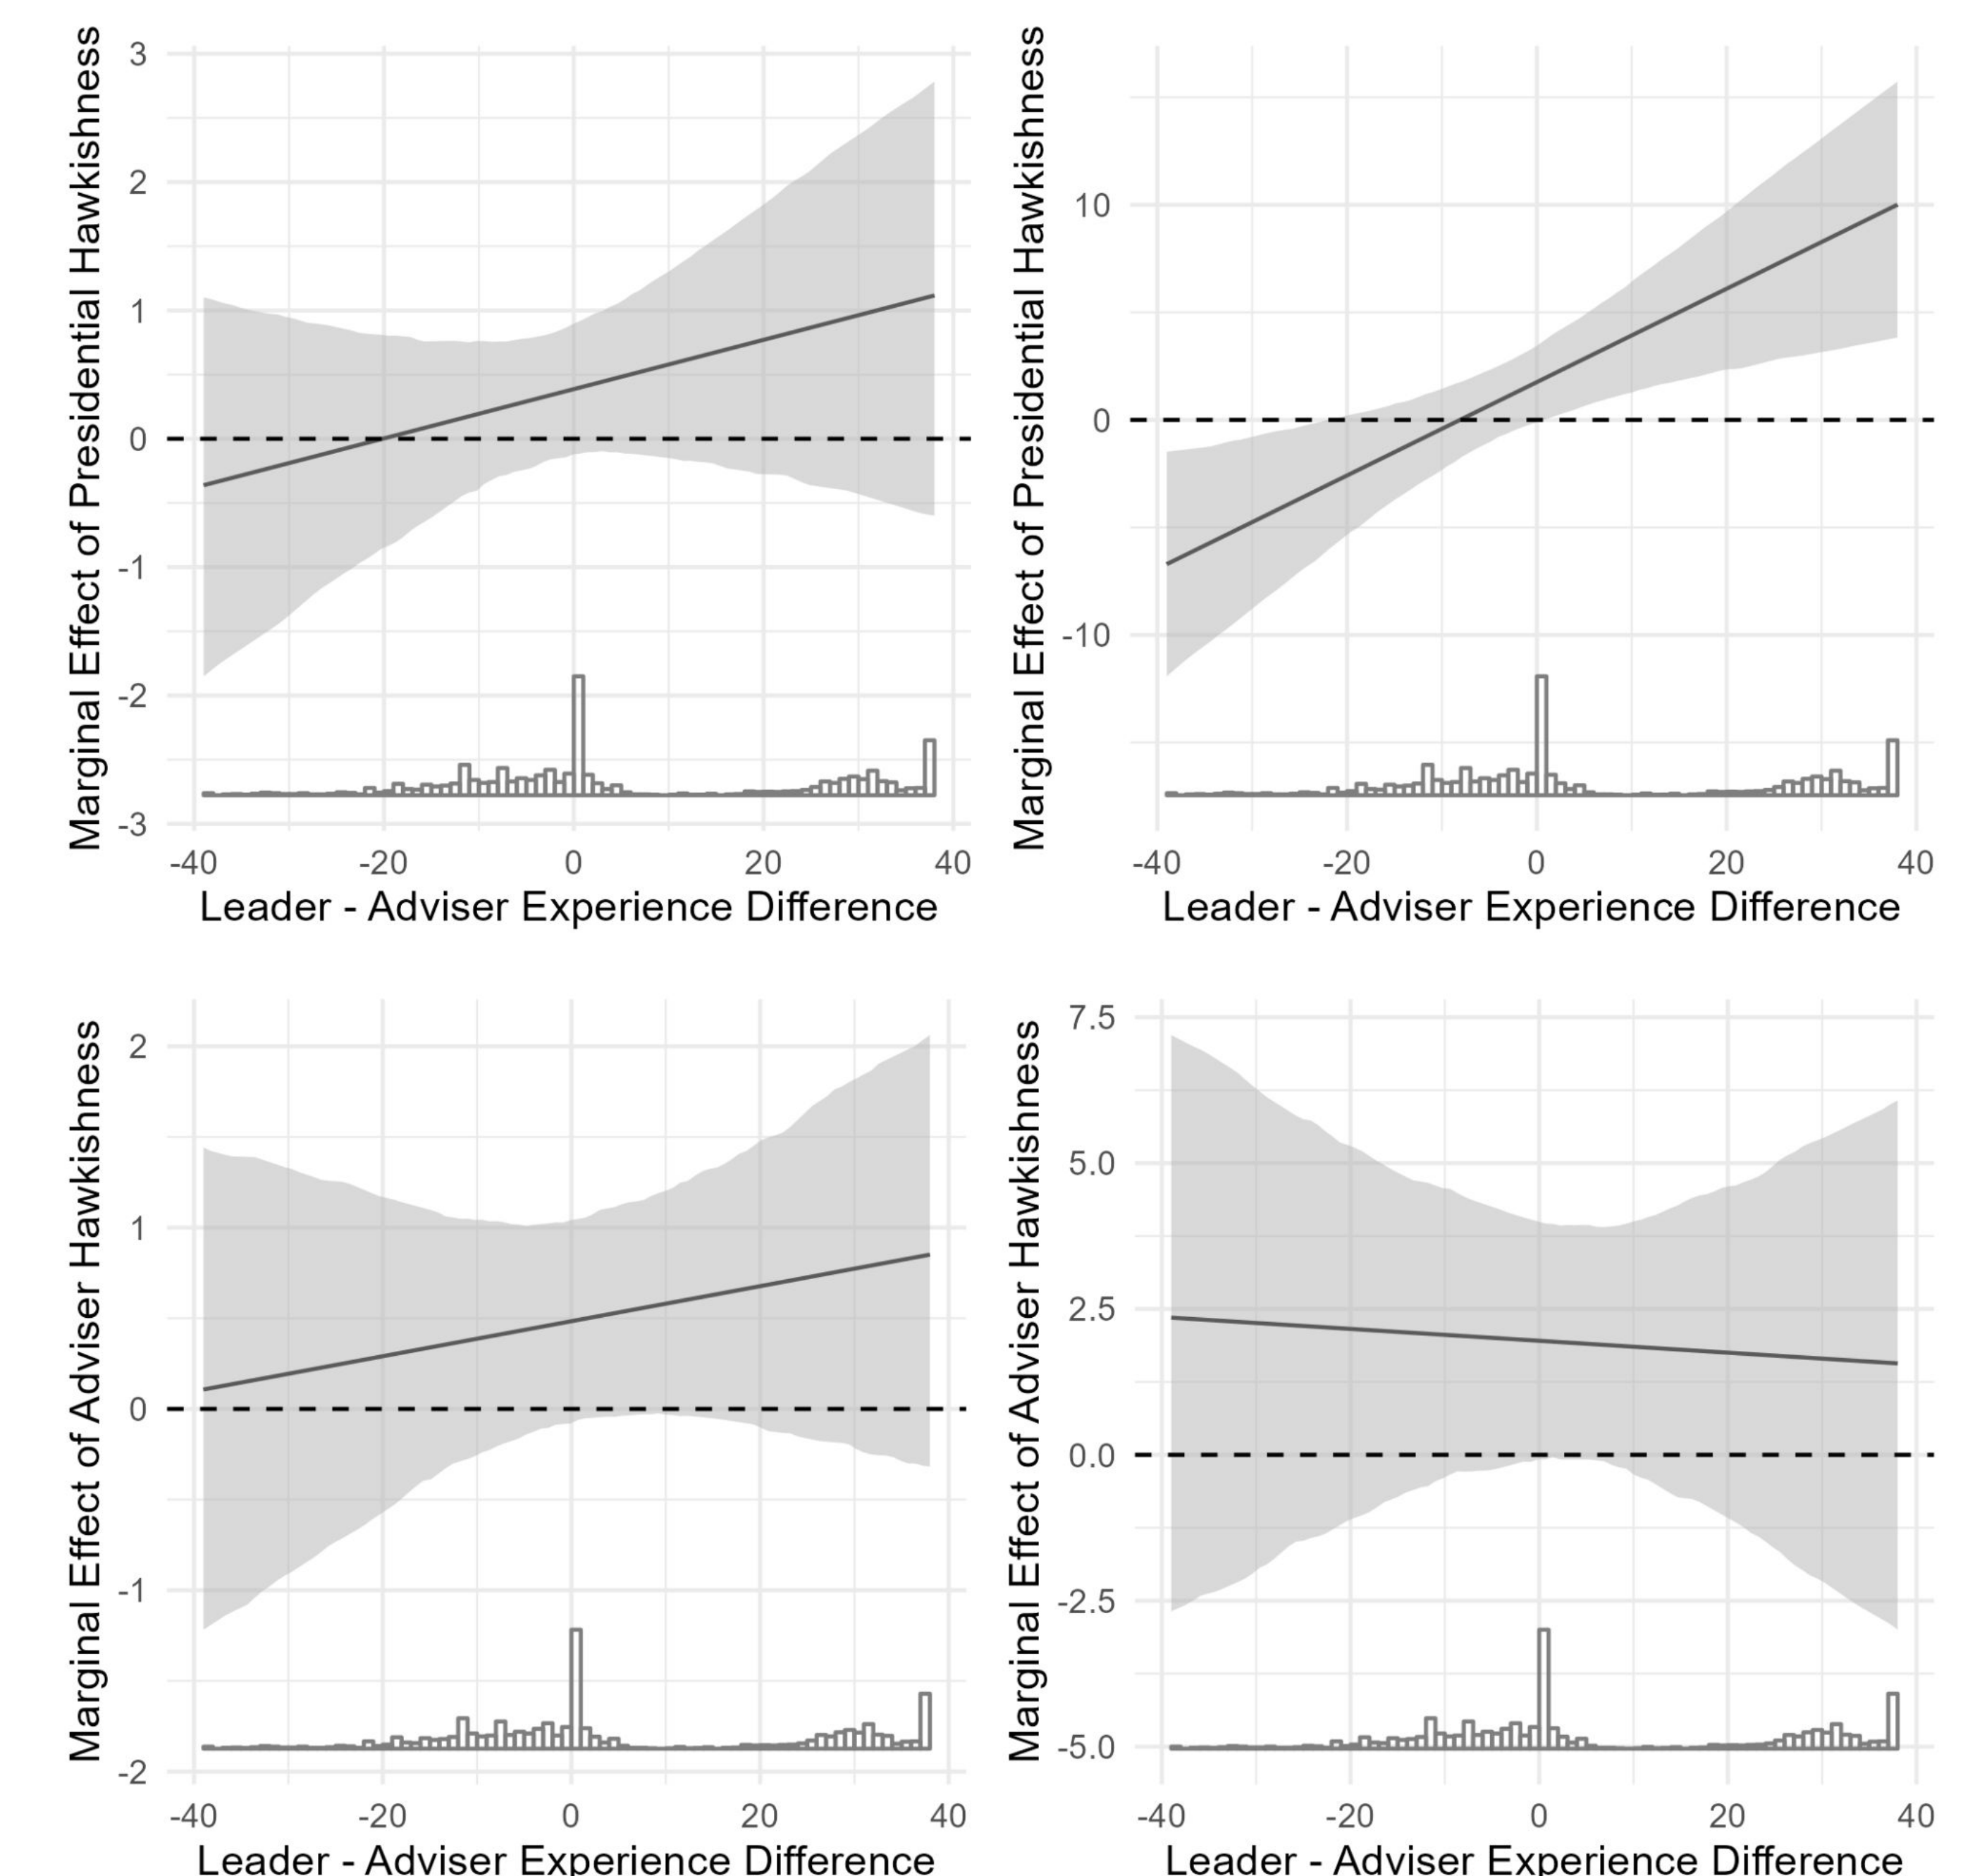 Marginal Effect of Presidential Hawkishness
3
2
1
0
-1
-2
-3
-40 -20 0 20 40
Leader - Adviser Experience Difference
Marginal Effect of Presidential Hawkishness
10
0
-10
-40 -20 0 20 40
Leader - Adviser Experience Difference
Marginal Effect of Adviser Hawkishness
2
1
0
-1
-2
-40 -20 0 20 40
Leader - Adviser Experience Difference
Marginal Effect of Adviser Hawkishness
7.5
5.0
2.5
0.0
-2.5
-5.0
-40 -20 0 20 40
Leader - Adviser Experience Difference